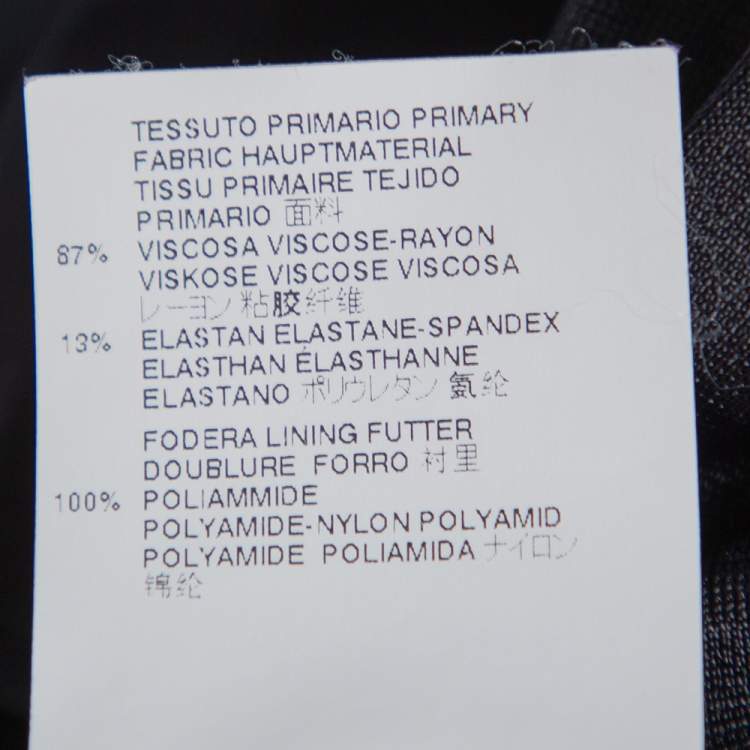 TESSUTO PRIMARIO PRIMARY
FABRIC HAUPTMATERIAL
TISSU PRIMAIRE TEJIDO
PRIMARIO 面料
87% VISCOSA VISCOSE-RAYON
VISKOSE VISCOSE VISCOSA
レーヨン 粘胶纤维
13% ELASTAN ELASTANE-SPANDEX
ELASTHAN ÉLASTHANNE
ELASTANO ポリウレタン 氨纶
FODERA LINING FUTTER
DOUBLURE FORRO 衬里
100% POLIAMMIDE
POLYAMIDE-NYLON POLYAMID
POLYAMIDE POLIAMIDA ナイロン
锦纶